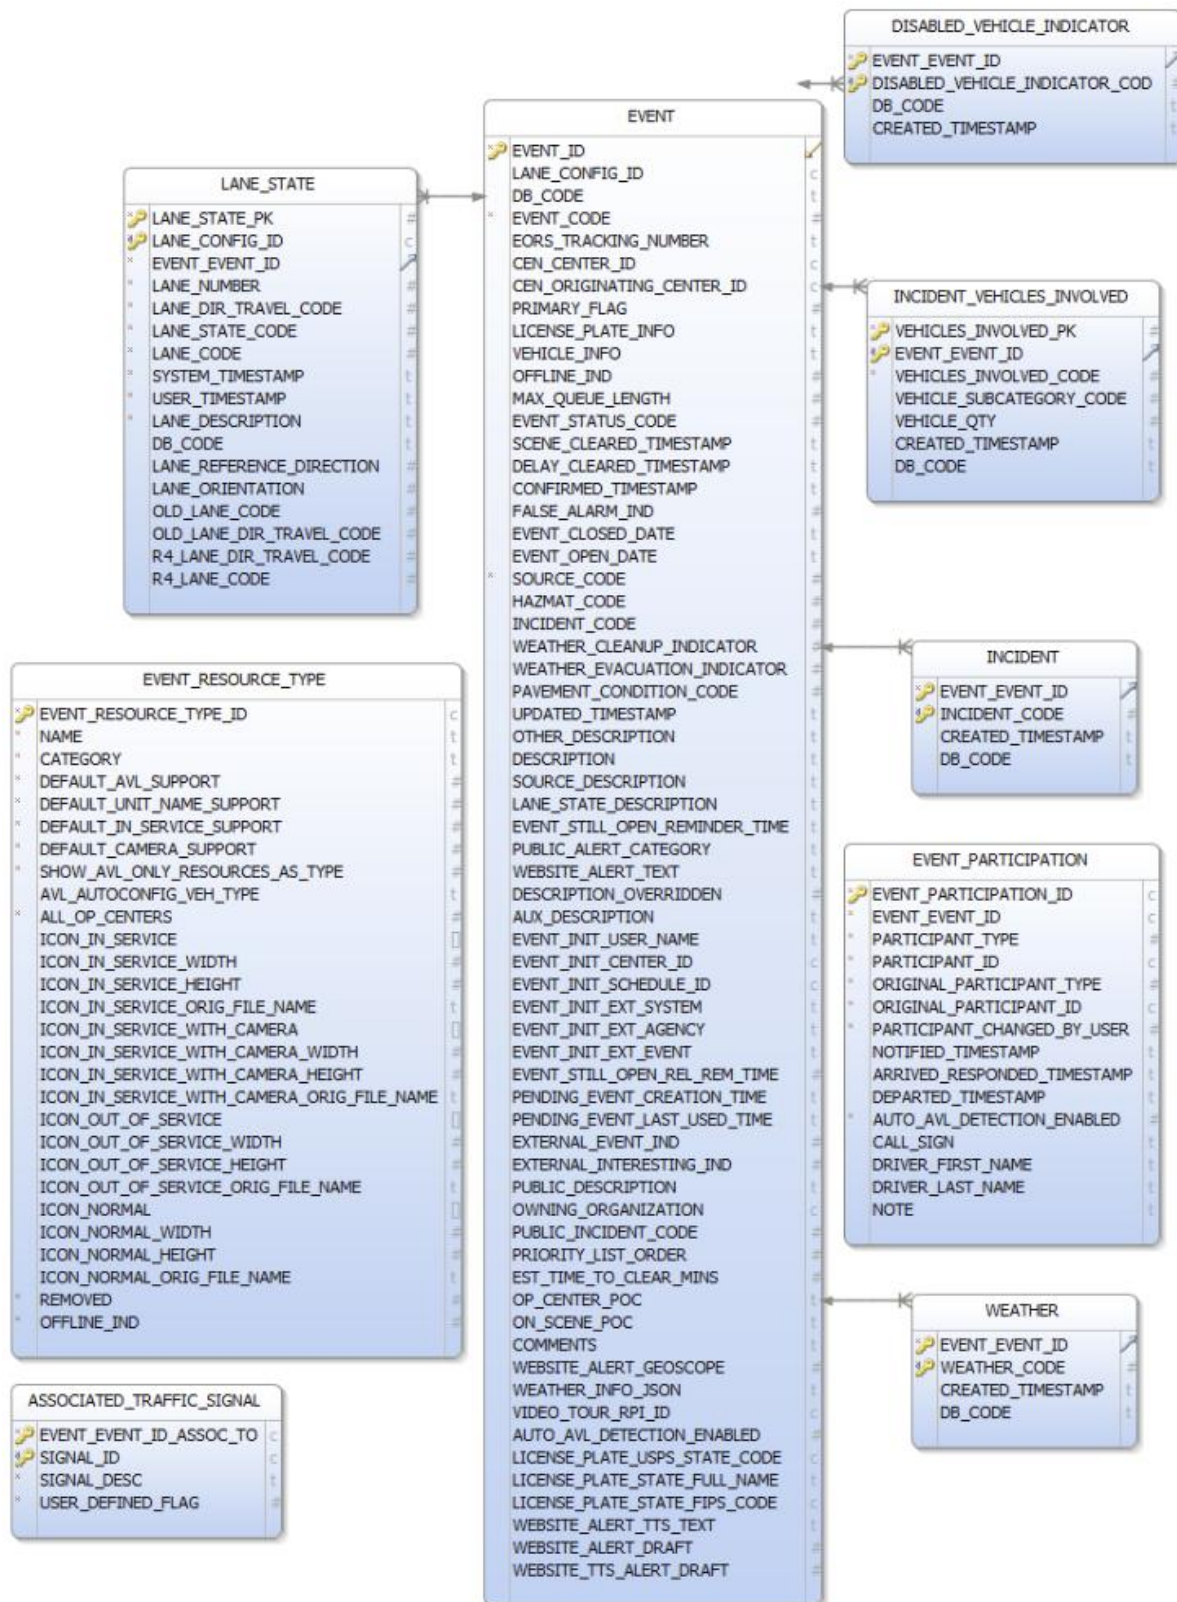 DISABLED_VEHICLE_INDICATOR
EVENT_EVENT_ID
DISABLED_VEHICLE_INDICATOR_COD #
DB_CODE t
CREATED_TIMESTAMP t
EVENT
EVENT_ID
LANE_CONFIG_ID c
DB_CODE t
* EVENT_CODE #
EORS_TRACKING_NUMBER t
CEN_CENTER_ID c
CEN_ORIGINATING_CENTER_ID c
PRIMARY_FLAG #
LICENSE_PLATE_INFO t
VEHICLE_INFO t
OFFLINE_IND #
MAX_QUEUE_LENGTH #
EVENT_STATUS_CODE #
SCENE_CLEARED_TIMESTAMP t
DELAY_CLEARED_TIMESTAMP t
CONFIRMED_TIMESTAMP t
FALSE_ALARM_IND #
EVENT_CLOSED_DATE t
EVENT_OPEN_DATE t
* SOURCE_CODE #
HAZMAT_CODE #
INCIDENT_CODE #
WEATHER_CLEANUP_INDICATOR #
WEATHER_EVACUATION_INDICATOR #
PAVEMENT_CONDITION_CODE #
UPDATED_TIMESTAMP t
OTHER_DESCRIPTION t
DESCRIPTION t
SOURCE_DESCRIPTION t
LANE_STATE_DESCRIPTION t
EVENT_STILL_OPEN_REMINDER_TIME t
PUBLIC_ALERT_CATEGORY t
WEBSITE_ALERT_TEXT t
DESCRIPTION_OVERRIDDEN #
AUX_DESCRIPTION t
EVENT_INIT_USER_NAME t
EVENT_INIT_CENTER_ID c
EVENT_INIT_SCHEDULE_ID c
EVENT_INIT_EXT_SYSTEM t
EVENT_INIT_EXT_AGENCY t
EVENT_INIT_EXT_EVENT t
EVENT_STILL_OPEN_REL_REM_TIME #
PENDING_EVENT_CREATION_TIME t
PENDING_EVENT_LAST_USED_TIME t
EXTERNAL_EVENT_IND #
EXTERNAL_INTERESTING_IND #
PUBLIC_DESCRIPTION t
OWNING_ORGANIZATION c
PUBLIC_INCIDENT_CODE #
PRIORITY_LIST_ORDER #
EST_TIME_TO_CLEAR_MINS #
OP_CENTER_POC t
ON_SCENE_POC t
COMMENTS t
WEBSITE_ALERT_GEOSCOPE #
WEATHER_INFO_JSON t
VIDEO_TOUR_RPI_ID c
AUTO_AVL_DETECTION_ENABLED #
LICENSE_PLATE_USPS_STATE_CODE c
LICENSE_PLATE_STATE_FULL_NAME t
LICENSE_PLATE_STATE_FIPS_CODE c
WEBSITE_ALERT_TTS_TEXT t
WEBSITE_ALERT_DRAFT #
WEBSITE_TTS_ALERT_DRAFT #
LANE_STATE
LANE_STATE_PK #
LANE_CONFIG_ID c
* EVENT_EVENT_ID
* LANE_NUMBER #
* LANE_DIR_TRAVEL_CODE #
* LANE_STATE_CODE #
* LANE_CODE #
* SYSTEM_TIMESTAMP t
* USER_TIMESTAMP t
* LANE_DESCRIPTION t
DB_CODE t
LANE_REFERENCE_DIRECTION #
LANE_ORIENTATION #
OLD_LANE_CODE #
OLD_LANE_DIR_TRAVEL_CODE #
R4_LANE_DIR_TRAVEL_CODE #
R4_LANE_CODE #
INCIDENT_VEHICLES_INVOLVED
VEHICLES_INVOLVED_PK #
EVENT_EVENT_ID
* VEHICLES_INVOLVED_CODE #
VEHICLE_SUBCATEGORY_CODE #
VEHICLE_QTY #
CREATED_TIMESTAMP t
DB_CODE t
INCIDENT
EVENT_EVENT_ID
INCIDENT_CODE #
CREATED_TIMESTAMP t
DB_CODE t
EVENT_RESOURCE_TYPE
EVENT_RESOURCE_TYPE_ID c
* NAME t
* CATEGORY t
* DEFAULT_AVL_SUPPORT #
* DEFAULT_UNIT_NAME_SUPPORT #
* DEFAULT_IN_SERVICE_SUPPORT #
* DEFAULT_CAMERA_SUPPORT #
* SHOW_AVL_ONLY_RESOURCES_AS_TYPE #
AVL_AUTOCONFIG_VEH_TYPE t
* ALL_OP_CENTERS #
ICON_IN_SERVICE []
ICON_IN_SERVICE_WIDTH #
ICON_IN_SERVICE_HEIGHT #
ICON_IN_SERVICE_ORIG_FILE_NAME t
ICON_IN_SERVICE_WITH_CAMERA []
ICON_IN_SERVICE_WITH_CAMERA_WIDTH #
ICON_IN_SERVICE_WITH_CAMERA_HEIGHT #
ICON_IN_SERVICE_WITH_CAMERA_ORIG_FILE_NAME t
ICON_OUT_OF_SERVICE []
ICON_OUT_OF_SERVICE_WIDTH #
ICON_OUT_OF_SERVICE_HEIGHT #
ICON_OUT_OF_SERVICE_ORIG_FILE_NAME t
ICON_NORMAL []
ICON_NORMAL_WIDTH #
ICON_NORMAL_HEIGHT #
ICON_NORMAL_ORIG_FILE_NAME t
* REMOVED #
* OFFLINE_IND #
EVENT_PARTICIPATION
EVENT_PARTICIPATION_ID c
* EVENT_EVENT_ID c
* PARTICIPANT_TYPE #
* PARTICIPANT_ID c
* ORIGINAL_PARTICIPANT_TYPE #
* ORIGINAL_PARTICIPANT_ID c
* PARTICIPANT_CHANGED_BY_USER #
NOTIFIED_TIMESTAMP t
ARRIVED_RESPONDED_TIMESTAMP t
DEPARTED_TIMESTAMP t
* AUTO_AVL_DETECTION_ENABLED #
CALL_SIGN t
DRIVER_FIRST_NAME t
DRIVER_LAST_NAME t
NOTE t
WEATHER
EVENT_EVENT_ID
WEATHER_CODE #
CREATED_TIMESTAMP t
DB_CODE t
ASSOCIATED_TRAFFIC_SIGNAL
EVENT_EVENT_ID_ASSOC_TO c
SIGNAL_ID c
* SIGNAL_DESC t
* USER_DEFINED_FLAG #